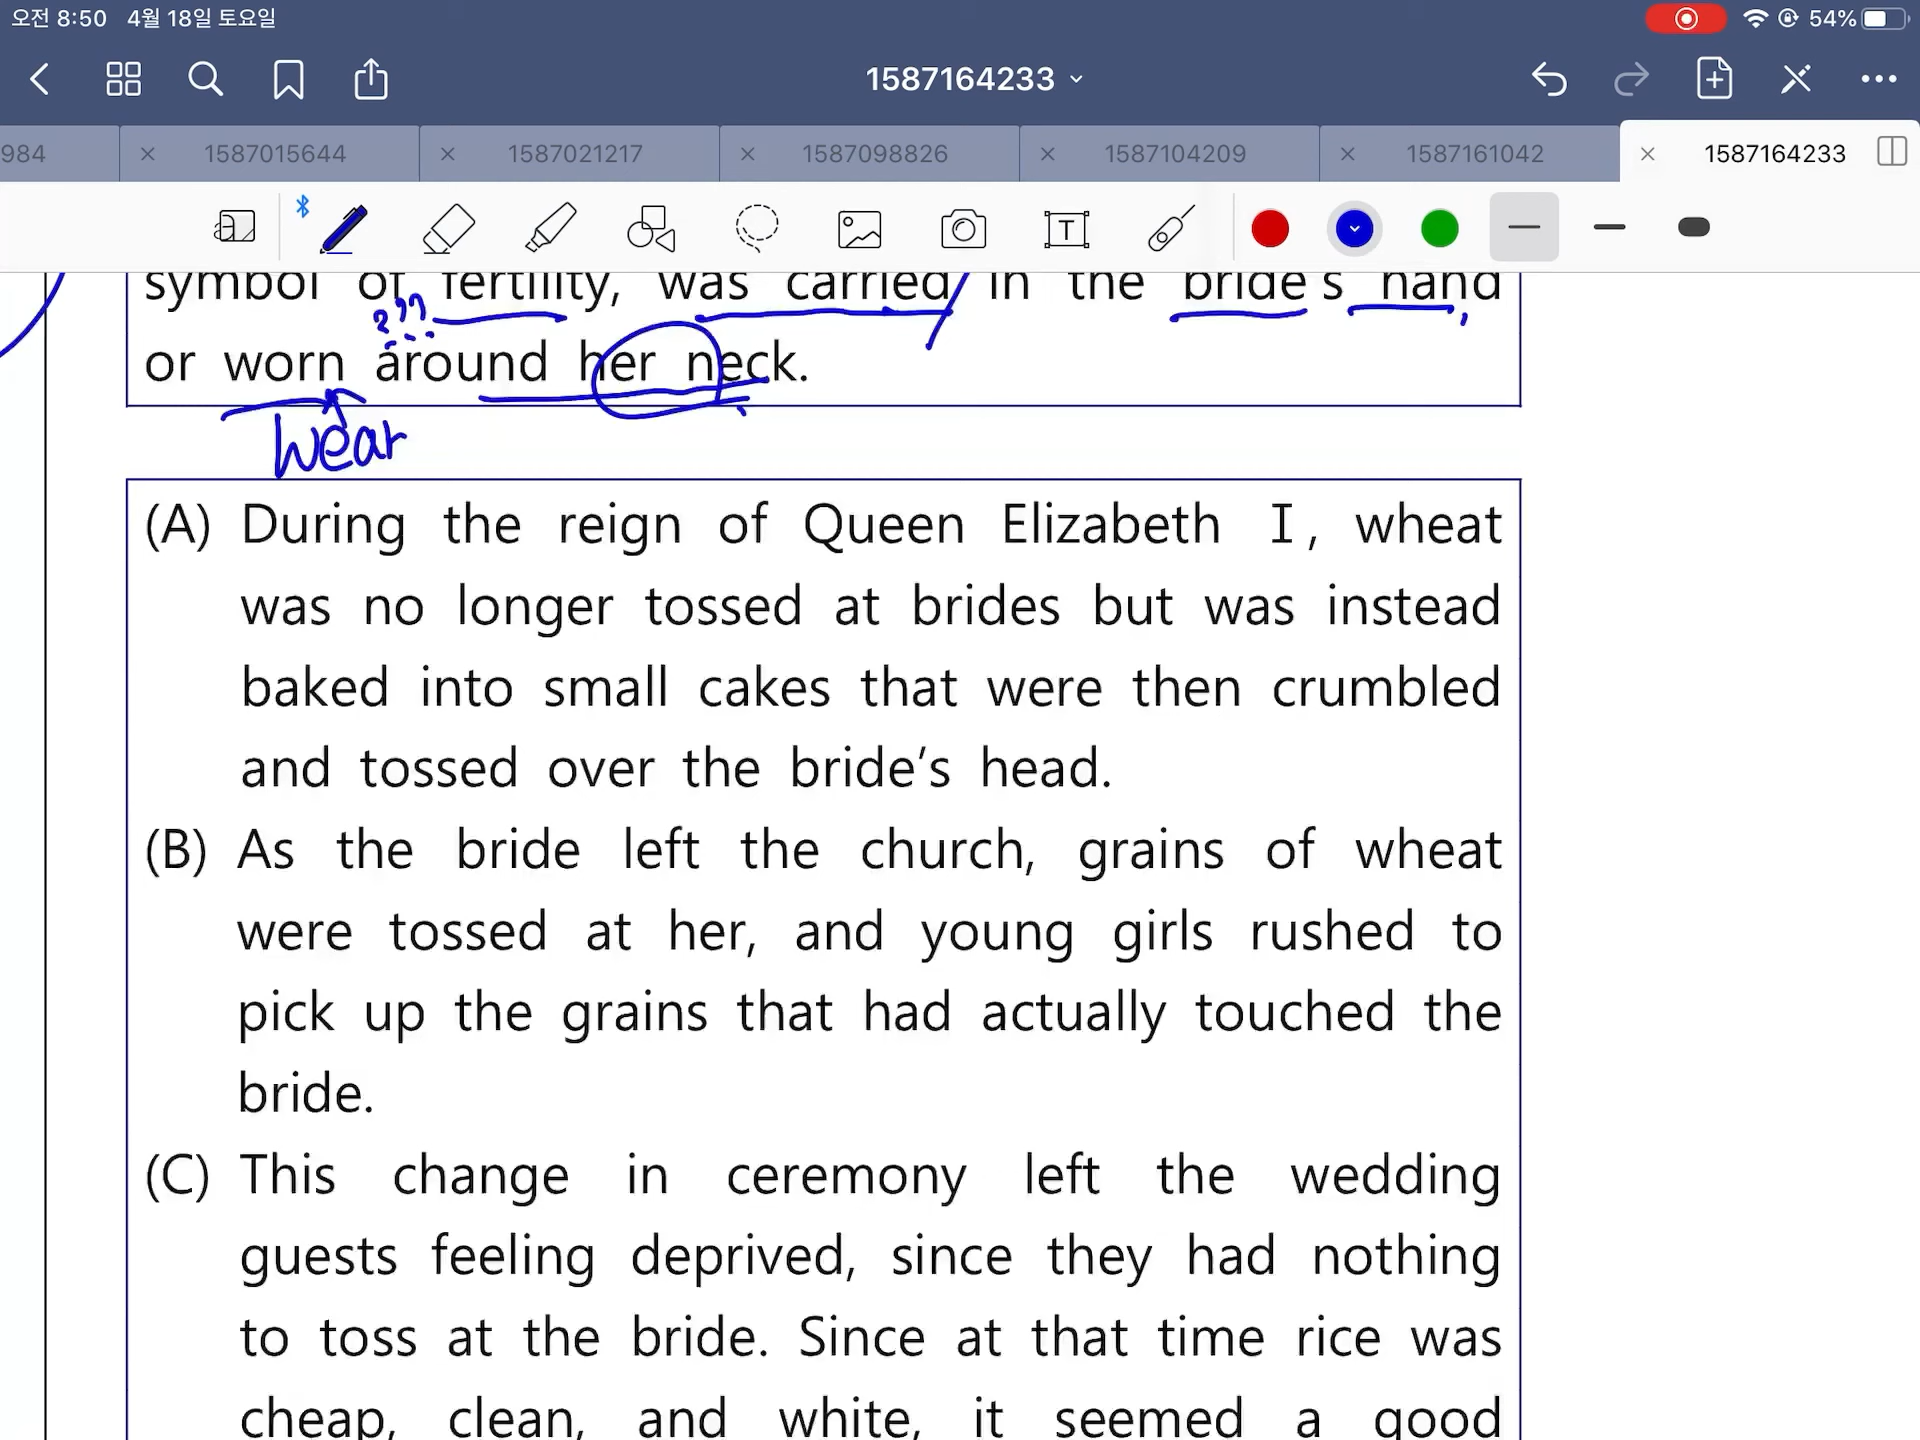 오전 8:50 4월 18일 토요일 54%
1587164233
984 1587015644 1587021217 1587098826 1587104209 1587161042 1587164233
symbol of fertility, was carried in the bride's hand
???
or worn around her neck.
wear
(A) During the reign of Queen Elizabeth I, wheat
was no longer tossed at brides but was instead
baked into small cakes that were then crumbled
and tossed over the bride's head.
(B) As the bride left the church, grains of wheat
were tossed at her, and young girls rushed to
pick up the grains that had actually touched the
bride.
(C) This change in ceremony left the wedding
guests feeling deprived, since they had nothing
to toss at the bride. Since at that time rice was
cheap, clean, and white, it seemed a good